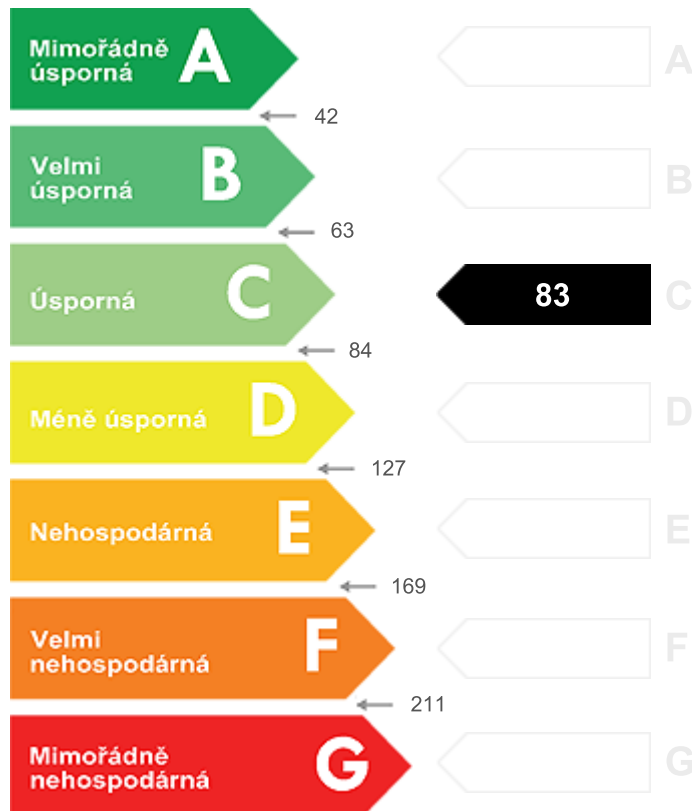 Mimořádně
úsporná
A
A
42
Velmi
úsporná
B
B
63
Úsporná
C
83
C
84
Méně úsporná
D
D
127
Nehospodárná
E
E
169
Velmi
nehospodárná
F
F
211
Mimořádně
nehospodárná
G
G